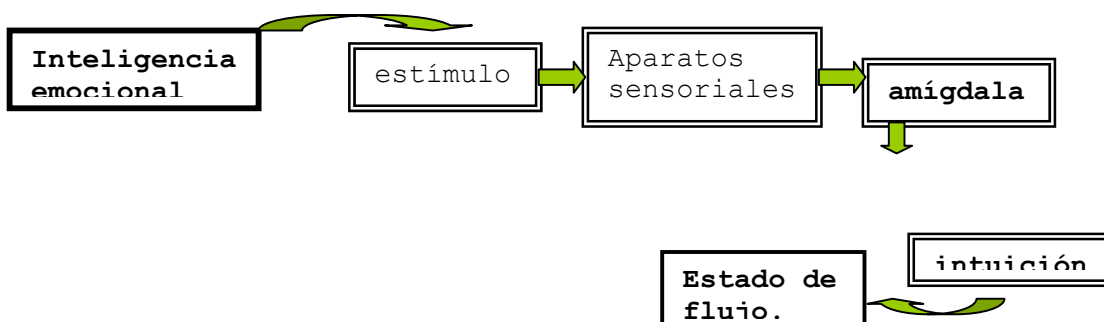 Inteligencia
emocional
estímulo
Aparatos
sensoriales
amígdala
intuición
Estado de
flujo.